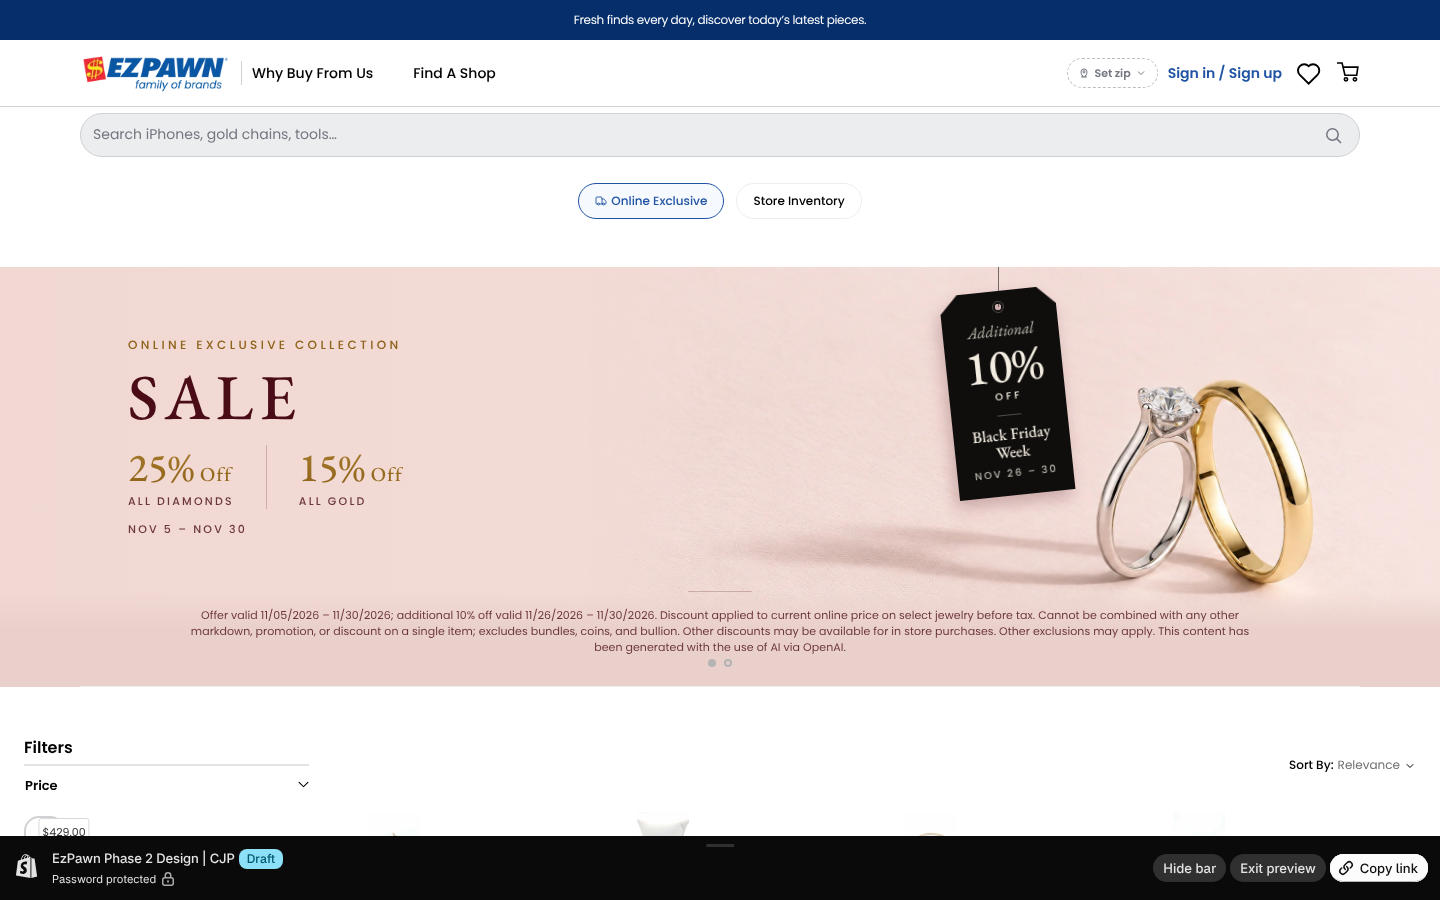 Fresh finds every day, discover today's latest pieces.
EZPAWN
family of brands
Why Buy From Us
Find A Shop
Set zip
Sign in / Sign up
Search iPhones, gold chains, tools...
Online Exclusive
Store Inventory
ONLINE EXCLUSIVE COLLECTION
SALE
25% Off
ALL DIAMONDS
15% Off
ALL GOLD
NOV 5 – NOV 30
Additional
10%
OFF
Black Friday
Week
NOV 26 – 30
Offer valid 11/05/2026 – 11/30/2026; additional 10% off valid 11/26/2026 – 11/30/2026. Discount applied to current online price on select jewelry before tax. Cannot be combined with any other
markdown, promotion, or discount on a single item; excludes bundles, coins, and bullion. Other discounts may be available for in store purchases. Other exclusions may apply. This content has
been generated with the use of AI via OpenAI.
Filters
Sort By: Relevance
Price
$429.00
EzPawn Phase 2 Design | CJP Draft
Password protected
Hide bar
Exit preview
Copy link